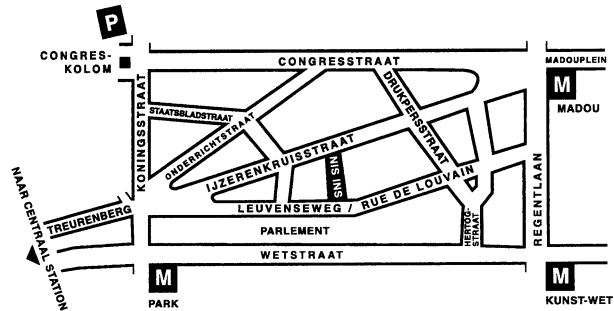 P
CONGRES-
KOLOM
CONGRESSTRAAT
MADOUPLEIN
M
MADOU
KONINGSSTRAAT
STAATSBLADSTRAAT
ONDERRICHTSTRAAT
DRUKPERSSTRAAT
IJZERENKRUISSTRAAT
NIS INS
LEUVENSEWEG / RUE DE LOUVAIN
HERTOG-
STRAAT
REGENTLAAN
TREURENBERG
NAAR CENTRAAL STATION
PARLEMENT
WETSTRAAT
M
PARK
M
KUNST-WET